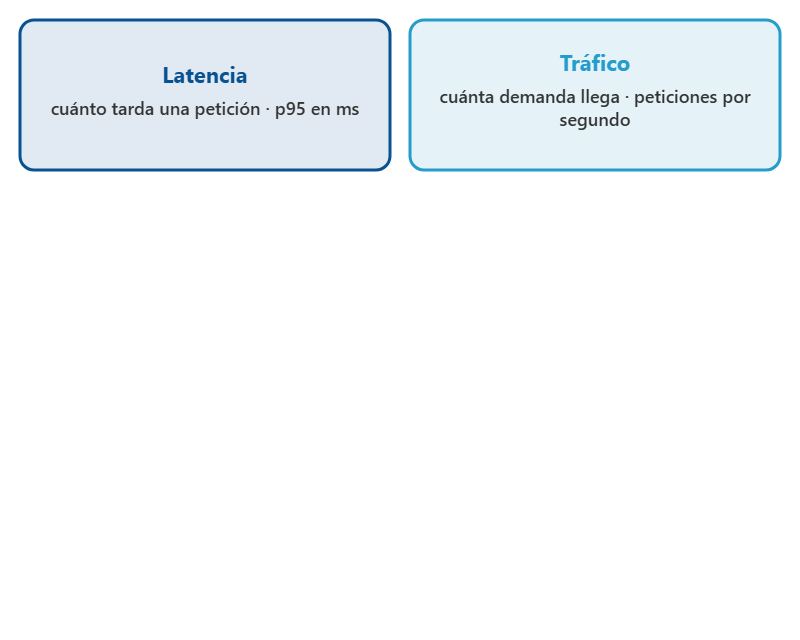 Latencia
cuánto tarda una petición · p95 en ms
Tráfico
cuánta demanda llega · peticiones por
segundo